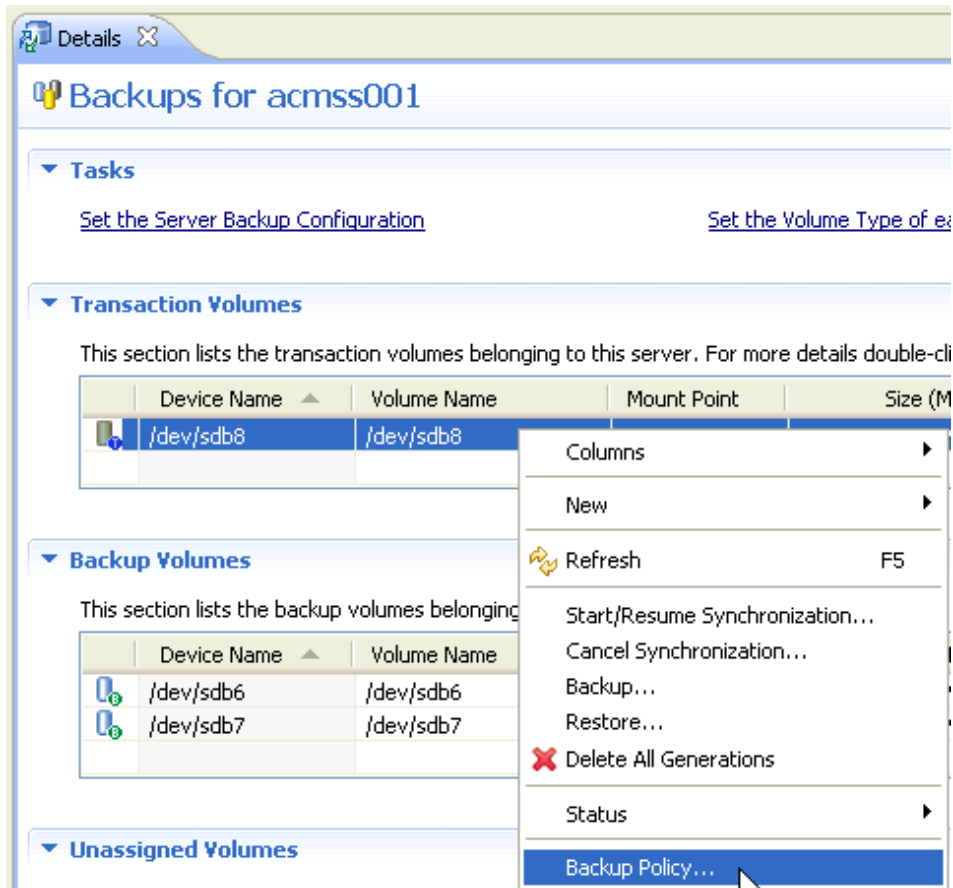 Details
Backups for acmss001
Tasks
Set the Server Backup Configuration Set the Volume Type of ea
Transaction Volumes
This section lists the transaction volumes belonging to this server. For more details double-cli
Device Name Volume Name Mount Point Size (M
/dev/sdb8 /dev/sdb8
Columns
New
Refresh F5
Start/Resume Synchronization...
Cancel Synchronization...
Backup...
Restore...
Delete All Generations
Status
Backup Policy...
Backup Volumes
This section lists the backup volumes belonging
Device Name Volume Name
/dev/sdb6 /dev/sdb6
/dev/sdb7 /dev/sdb7
Unassigned Volumes